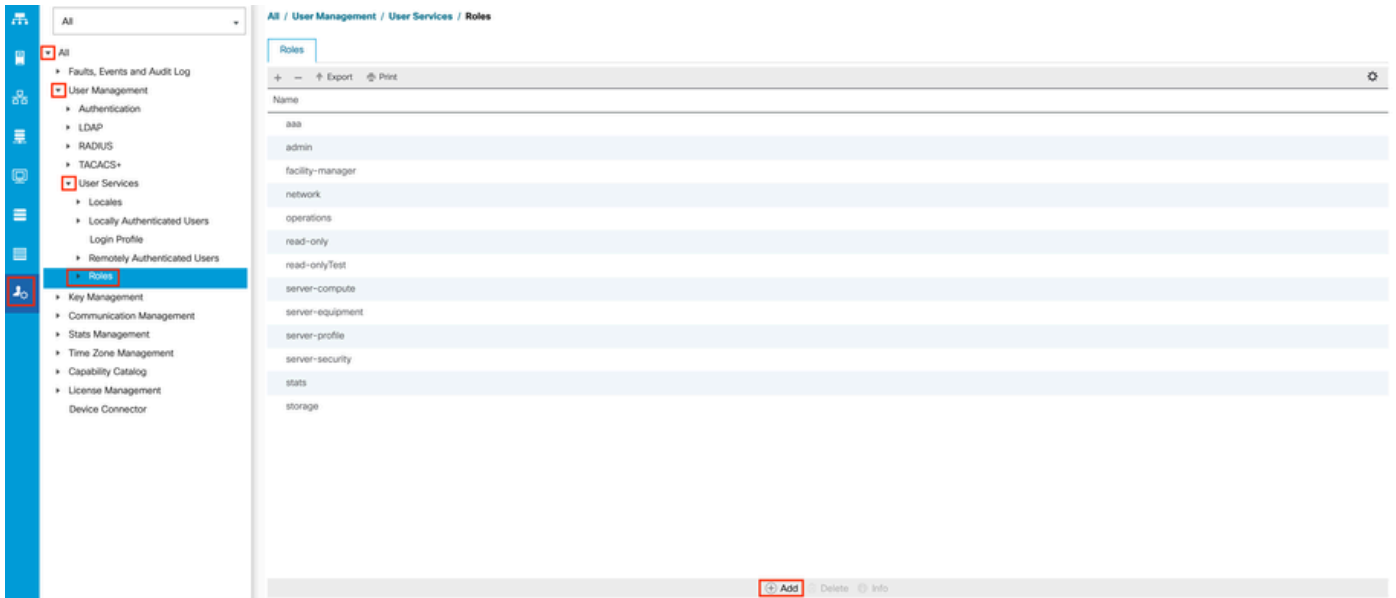 All
All / User Management / User Services / Roles
All
Faults, Events and Audit Log
User Management
Authentication
LDAP
RADIUS
TACACS+
User Services
Locales
Locally Authenticated Users
Login Profile
Remotely Authenticated Users
Roles
Key Management
Communication Management
Stats Management
Time Zone Management
Capability Catalog
License Management
Device Connector
Roles
+ − Export Print
Name
aaa
admin
facility-manager
network
operations
read-only
read-onlyTest
server-compute
server-equipment
server-profile
server-security
stats
storage
Add Delete Info